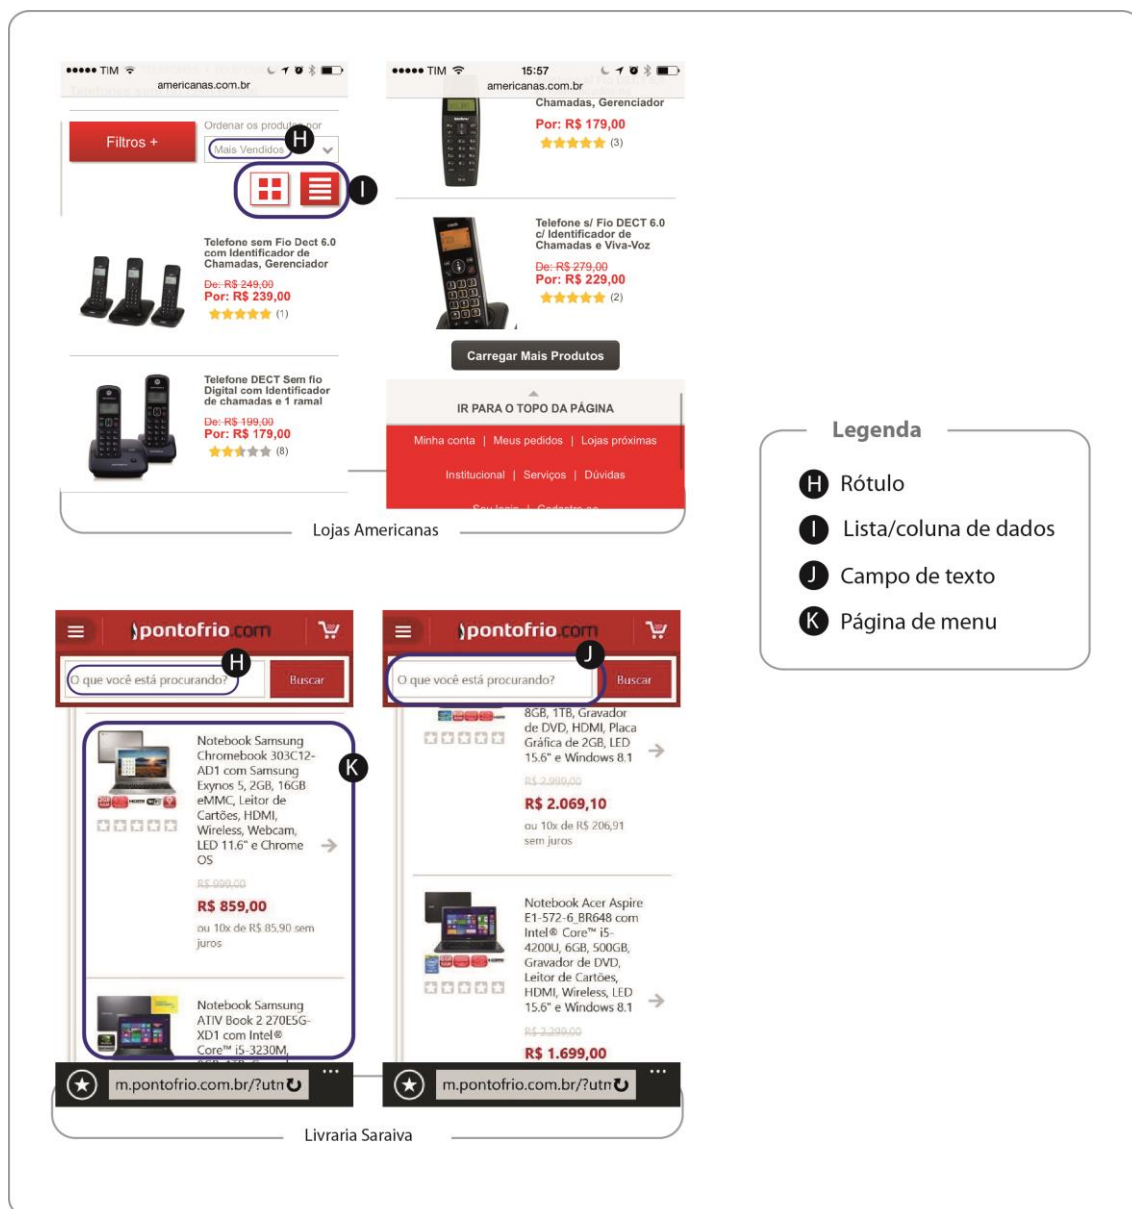 TIM
americanas.com.br
Filtros +
Ordenar os produtos por
Mais Vendidos
H
I
Telefone sem Fio Dect 6.0
com Identificador de
Chamadas, Gerenciador
De: R$ 249,00
Por: R$ 239,00
(1)
Telefone DECT Sem fio
Digital com Identificador
de chamadas e 1 ramal
De: R$ 199,00
Por: R$ 179,00
(8)
TIM 15:57
americanas.com.br
Chamadas, Gerenciador
Por: R$ 179,00
(3)
Telefone s/ Fio DECT 6.0
c/ Identificador de
Chamadas e Viva-Voz
De: R$ 279,00
Por: R$ 229,00
(2)
Carregar Mais Produtos
IR PARA O TOPO DA PÁGINA
Minha conta | Meus pedidos | Lojas próximas
Institucional | Serviços | Dúvidas
Lojas Americanas
Legenda
H Rótulo
I Lista/coluna de dados
J Campo de texto
K Página de menu
pontofrio.com
H
O que você está procurando? Buscar
K
Notebook Samsung
Chromebook 303C12-
AD1 com Samsung
Exynos 5, 2GB, 16GB
eMMC, Leitor de
Cartões, HDMI,
Wireless, Webcam,
LED 11.6" e Chrome
OS
R$ 999,00
R$ 859,00
ou 10x de R$ 85,90 sem
juros
Notebook Samsung
ATIV Book 2 270E5G-
XD1 com Intel®
Core™ i5-3230M,
m.pontofrio.com.br/?utn
pontofrio.com
J
O que você está procurando? Buscar
8GB, 1TB, Gravador
de DVD, HDMI, Placa
Gráfica de 2GB, LED
15.6" e Windows 8.1
R$ 2.999,00
R$ 2.069,10
ou 10x de R$ 206,91
sem juros
Notebook Acer Aspire
E1-572-6_BR648 com
Intel® Core™ i5-
4200U, 6GB, 500GB,
Gravador de DVD,
Leitor de Cartões,
HDMI, Wireless, LED
15.6" e Windows 8.1
R$ 2.299,00
R$ 1.699,00
m.pontofrio.com.br/?utn
Livraria Saraiva